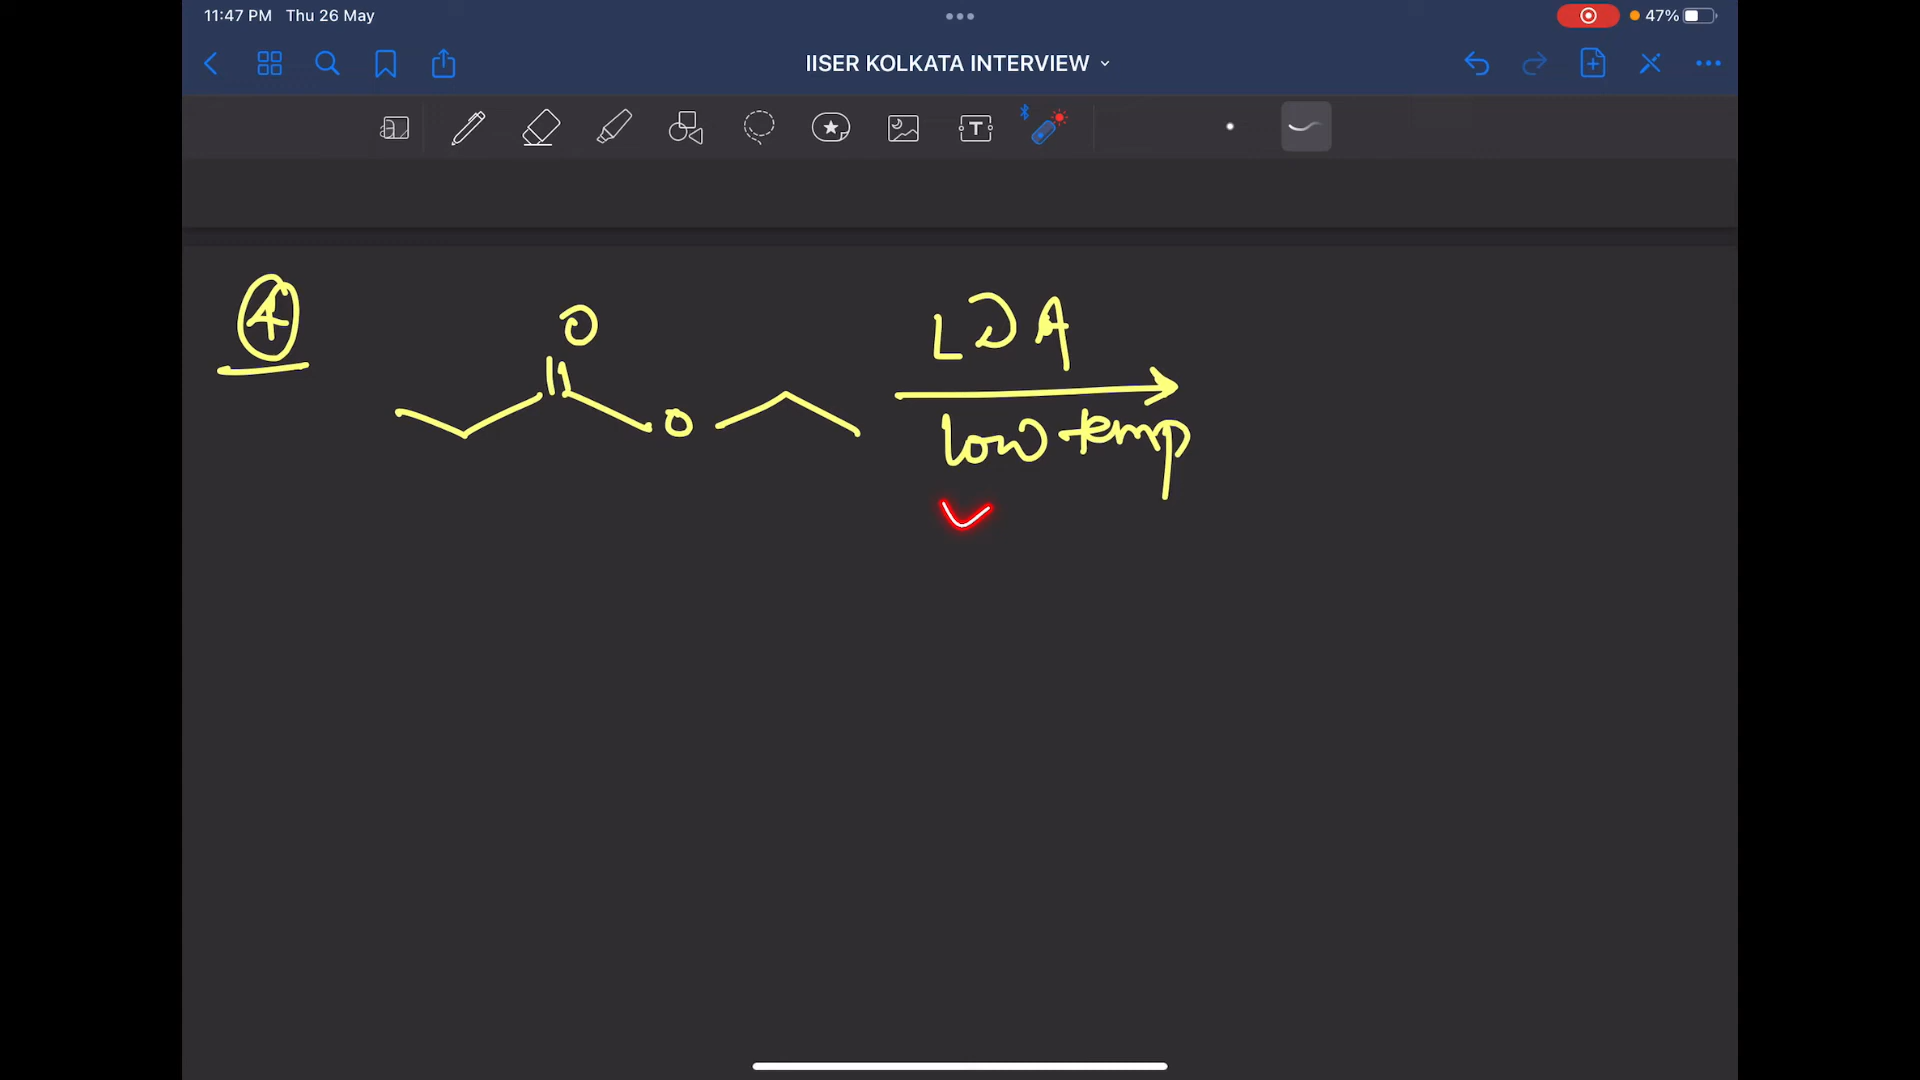 11:47 PM Thu 26 May
47%
IISER KOLKATA INTERVIEW
T
4
O
O
LDA
low temp